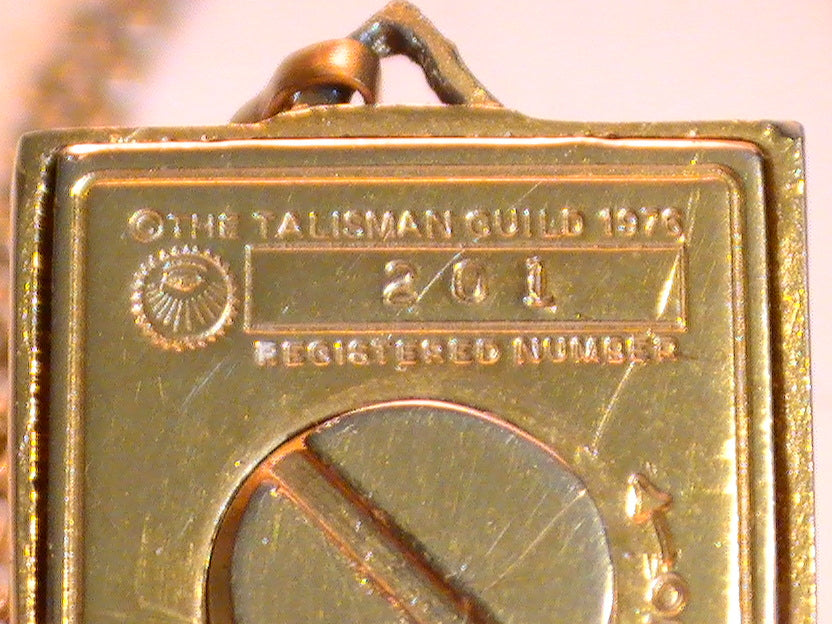 ©THE TALISMAN GUILD 1976
201
REGISTERED NUMBER